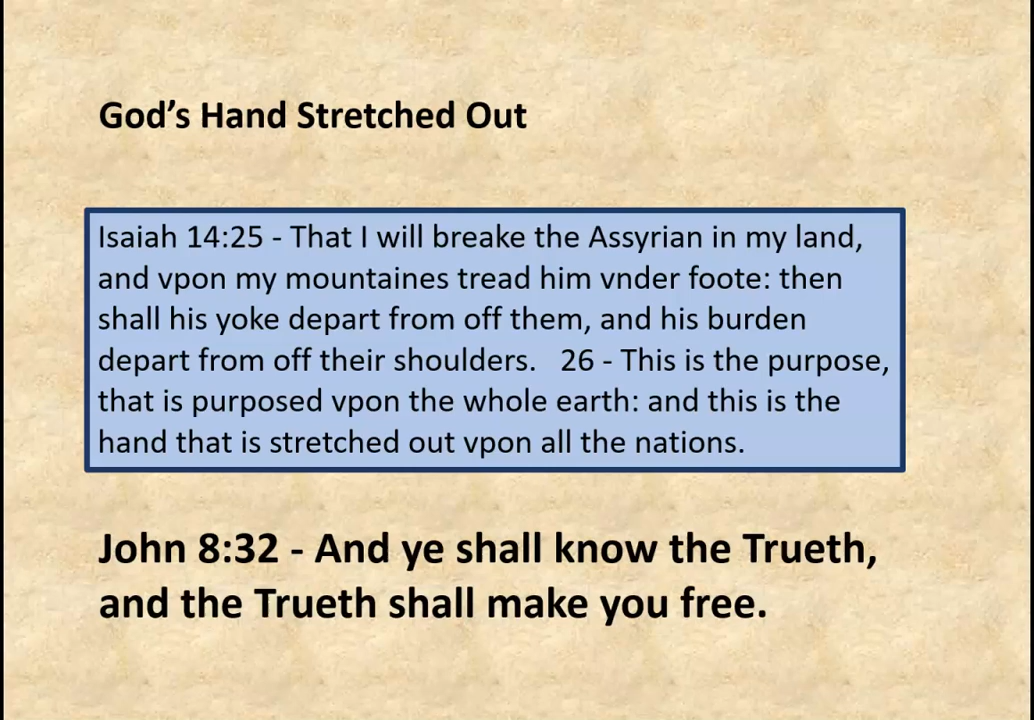 God’s Hand Stretched Out
Isaiah 14:25 - That I will breake the Assyrian in my land,
and vpon my mountaines tread him vnder foote: then
shall his yoke depart from off them, and his burden
depart from off their shoulders.   26 - This is the purpose,
that is purposed vpon the whole earth: and this is the
hand that is stretched out vpon all the nations.
John 8:32 - And ye shall know the Trueth,
and the Trueth shall make you free.